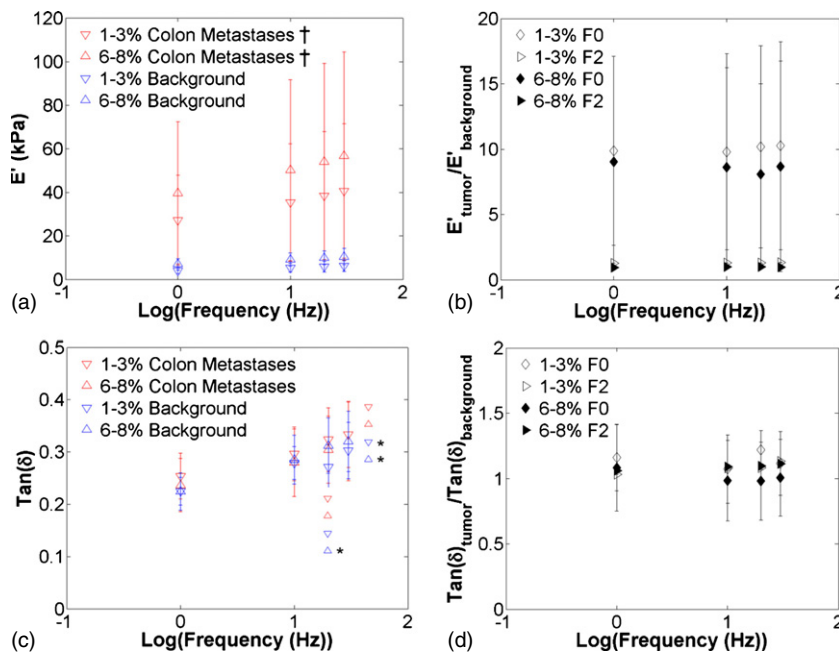 1-3% Colon Metastases †
6-8% Colon Metastases †
1-3% Background
6-8% Background
120
100
80
60
40
20
0
E' (kPa)
-1 0 1 2
Log(Frequency (Hz))
(a)
1-3% F0
1-3% F2
6-8% F0
6-8% F2
20
15
10
5
0
E'tumor/E'background
-1 0 1 2
Log(Frequency (Hz))
(b)
1-3% Colon Metastases
6-8% Colon Metastases
1-3% Background
6-8% Background
0.5
0.4
0.3
0.2
0.1
0
Tan(δ)
*
*
*
-1 0 1 2
Log(Frequency (Hz))
(c)
1-3% F0
1-3% F2
6-8% F0
6-8% F2
2
1.5
1
0.5
0
Tan(δ)tumor/Tan(δ)background
-1 0 1 2
Log(Frequency (Hz))
(d)